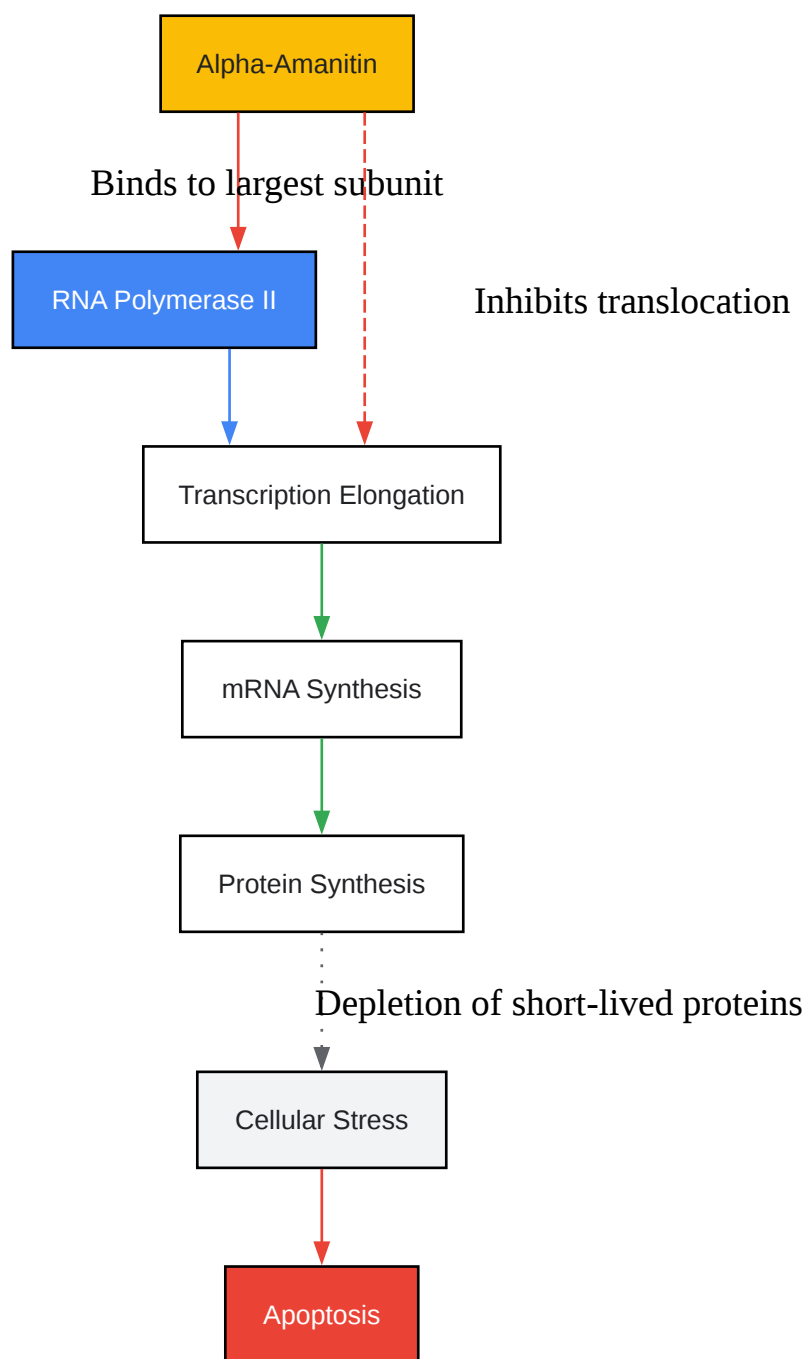 Alpha-Amanitin
Binds to largest subunit
RNA Polymerase II
Inhibits translocation
Transcription Elongation
mRNA Synthesis
Protein Synthesis
Depletion of short-lived proteins
Cellular Stress
Apoptosis